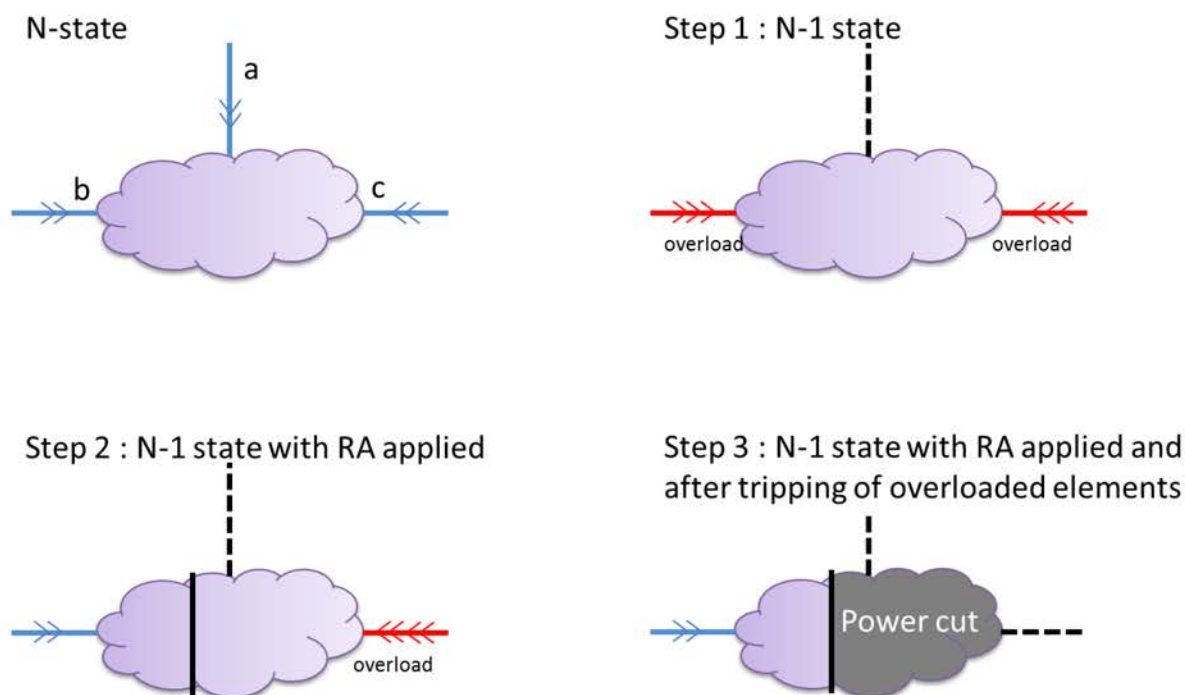 N-state
a
b
c
Step 1 : N-1 state
overload
overload
Step 2 : N-1 state with RA applied
overload
Step 3 : N-1 state with RA applied and
after tripping of overloaded elements
Power cut